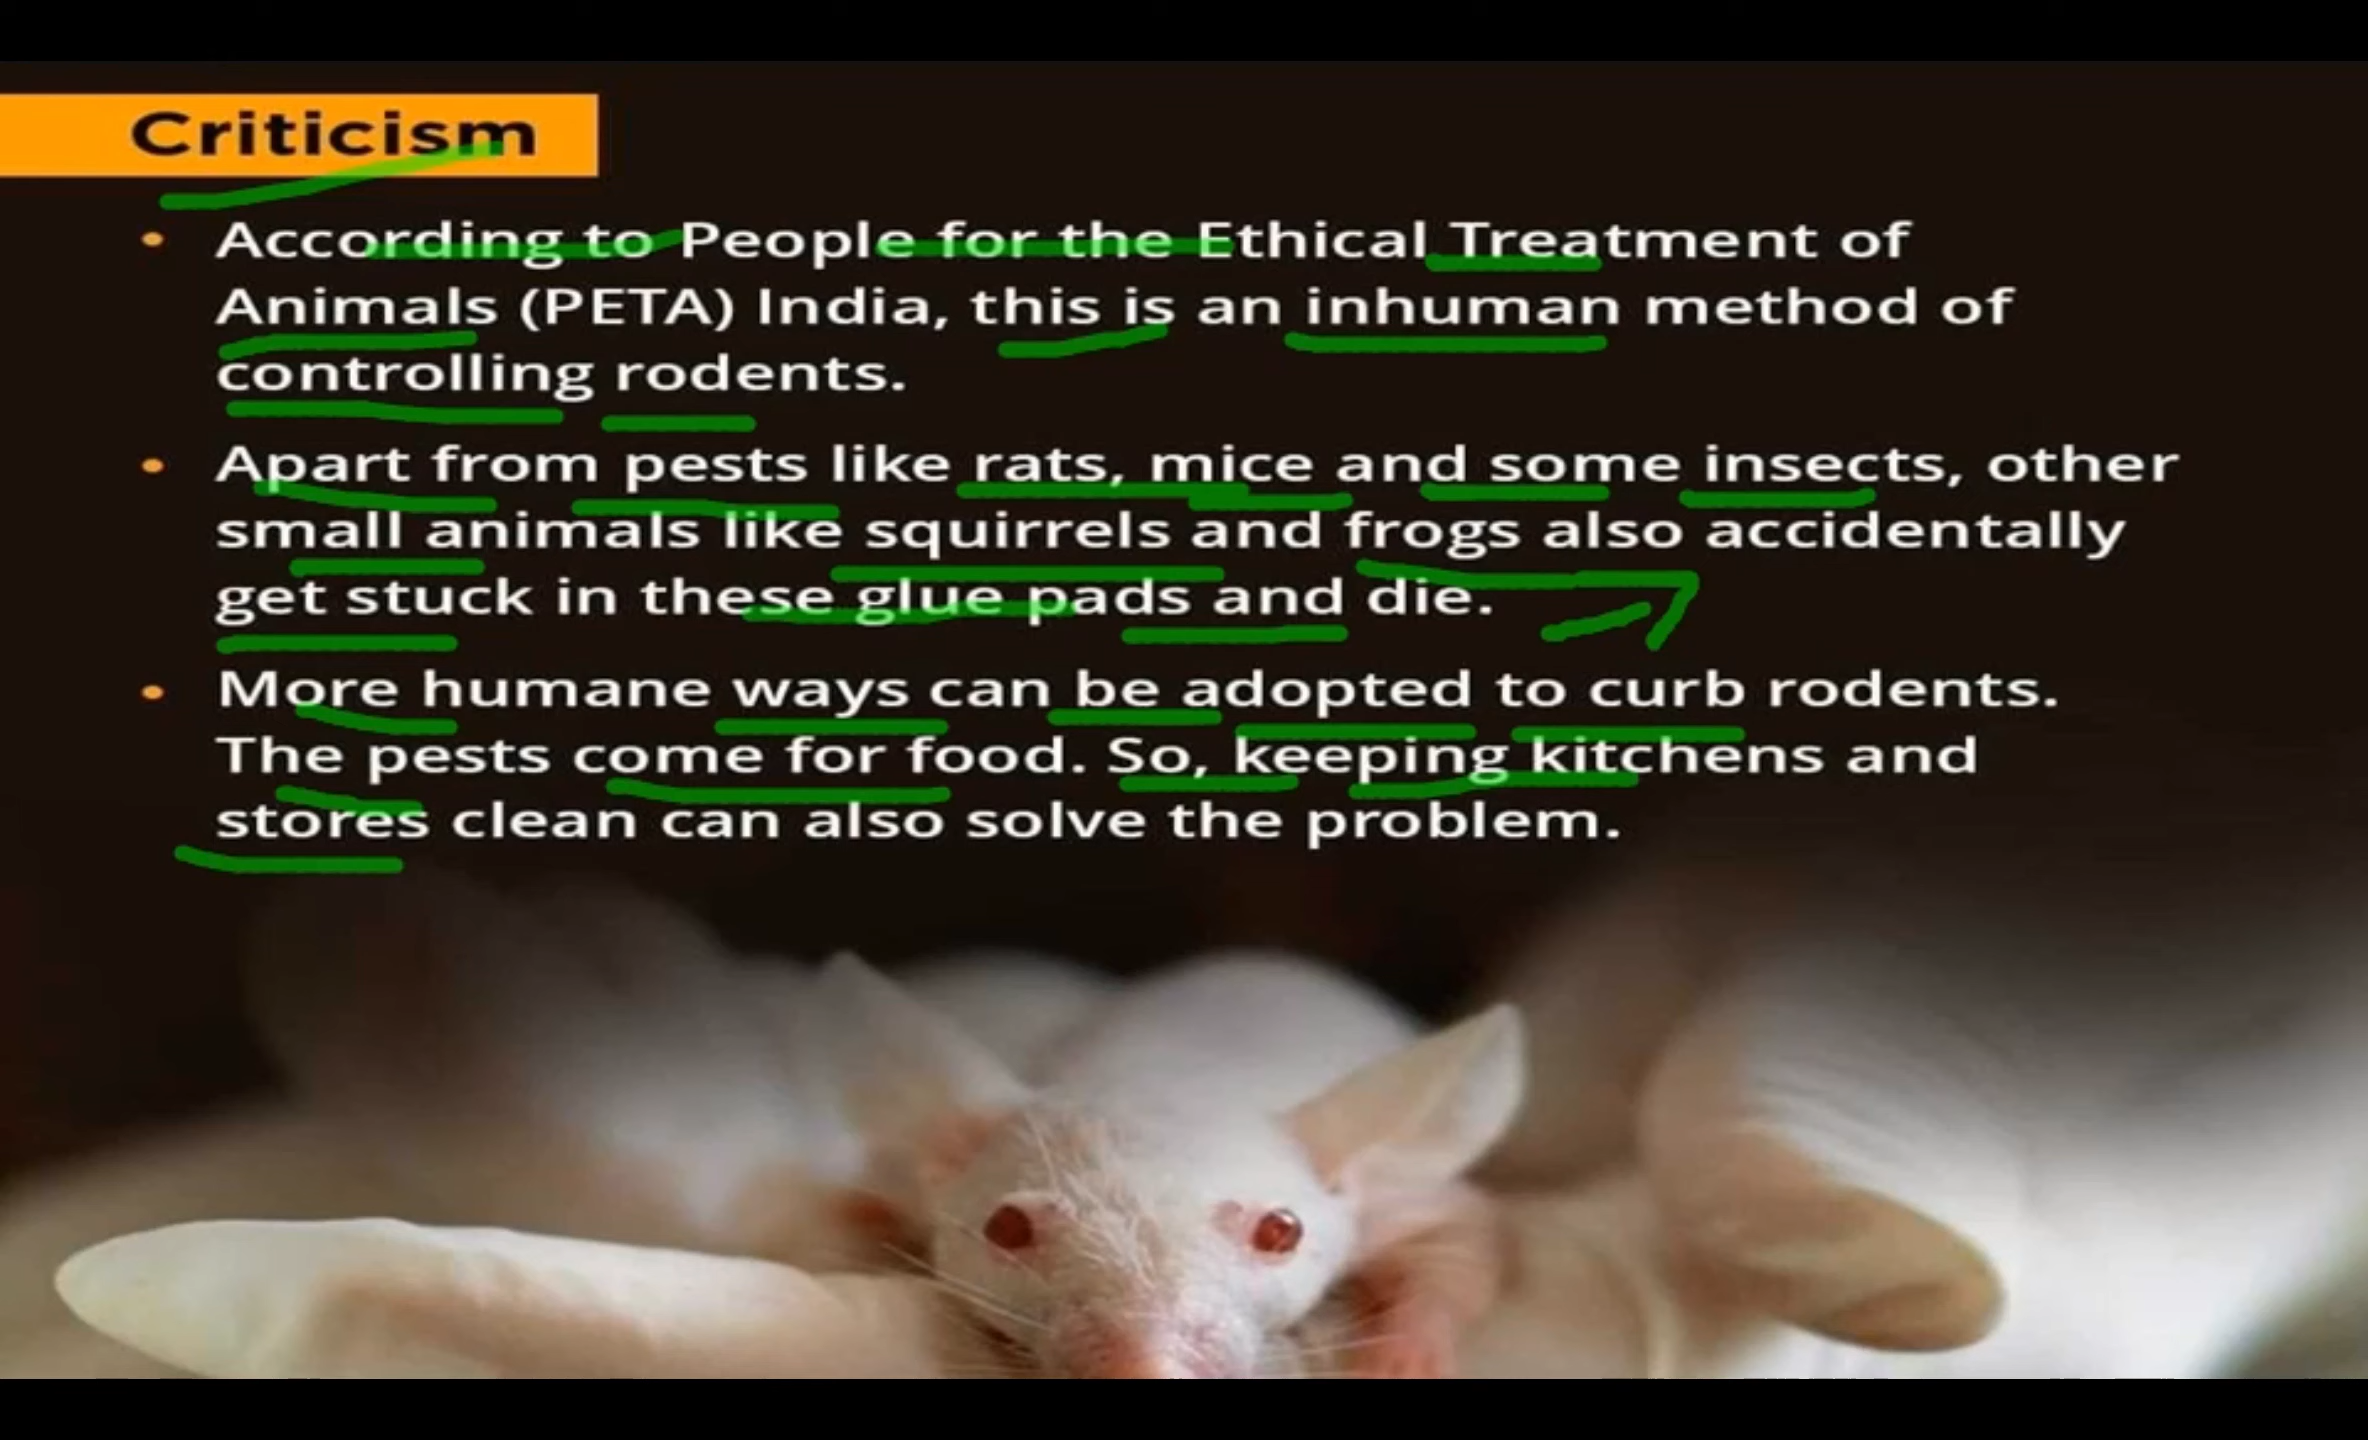 Criticism
• According to People for the Ethical Treatment of
Animals (PETA) India, this is an inhuman method of
controlling rodents.
• Apart from pests like rats, mice and some insects, other
small animals like squirrels and frogs also accidentally
get stuck in these glue pads and die.
• More humane ways can be adopted to curb rodents.
The pests come for food. So, keeping kitchens and
stores clean can also solve the problem.